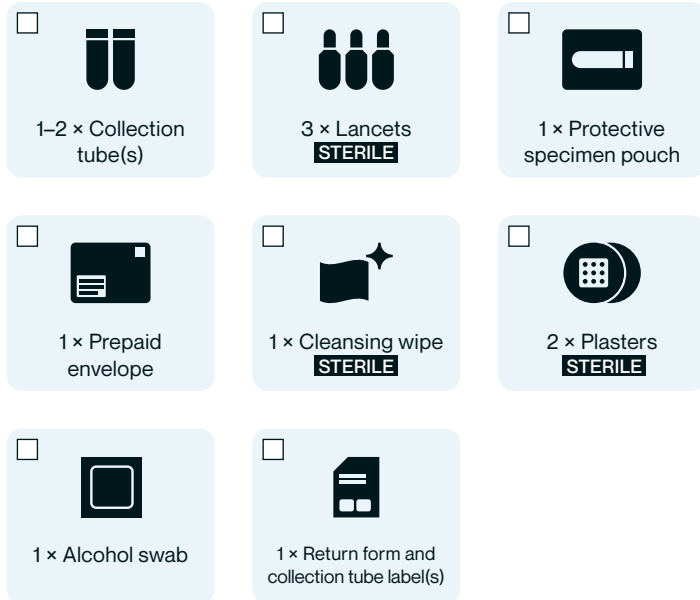 1–2 × Collection
tube(s)
3 × Lancets
STERILE
1 × Protective
specimen pouch
1 × Prepaid
envelope
1 × Cleansing wipe
STERILE
2 × Plasters
STERILE
1 × Alcohol swab
1 × Return form and
collection tube label(s)